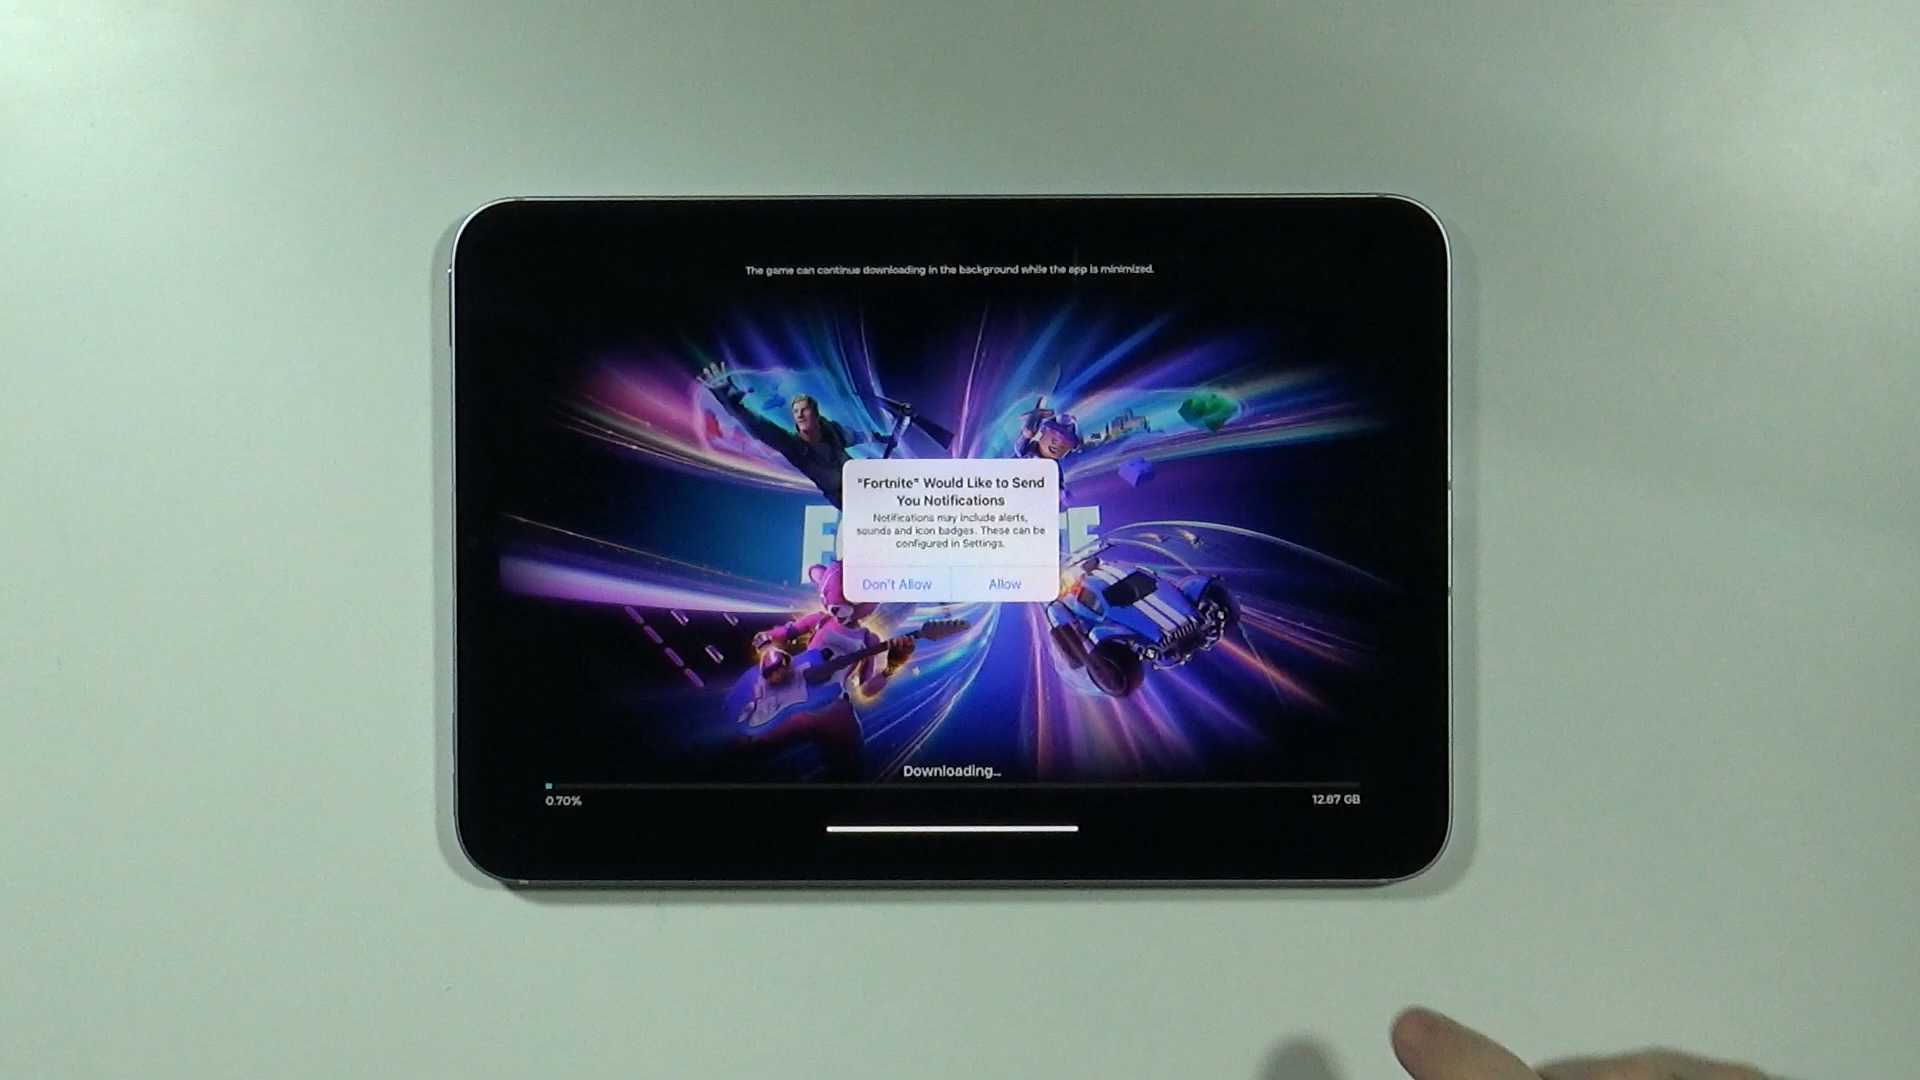 The game can continue downloading in the background while the app is minimized.
"Fortnite" Would Like to Send
You Notifications
Notifications may include alerts,
sounds and icon badges. These can be
configured in Settings.
Don't Allow
Allow
Downloading...
0.70%
12.87 GB